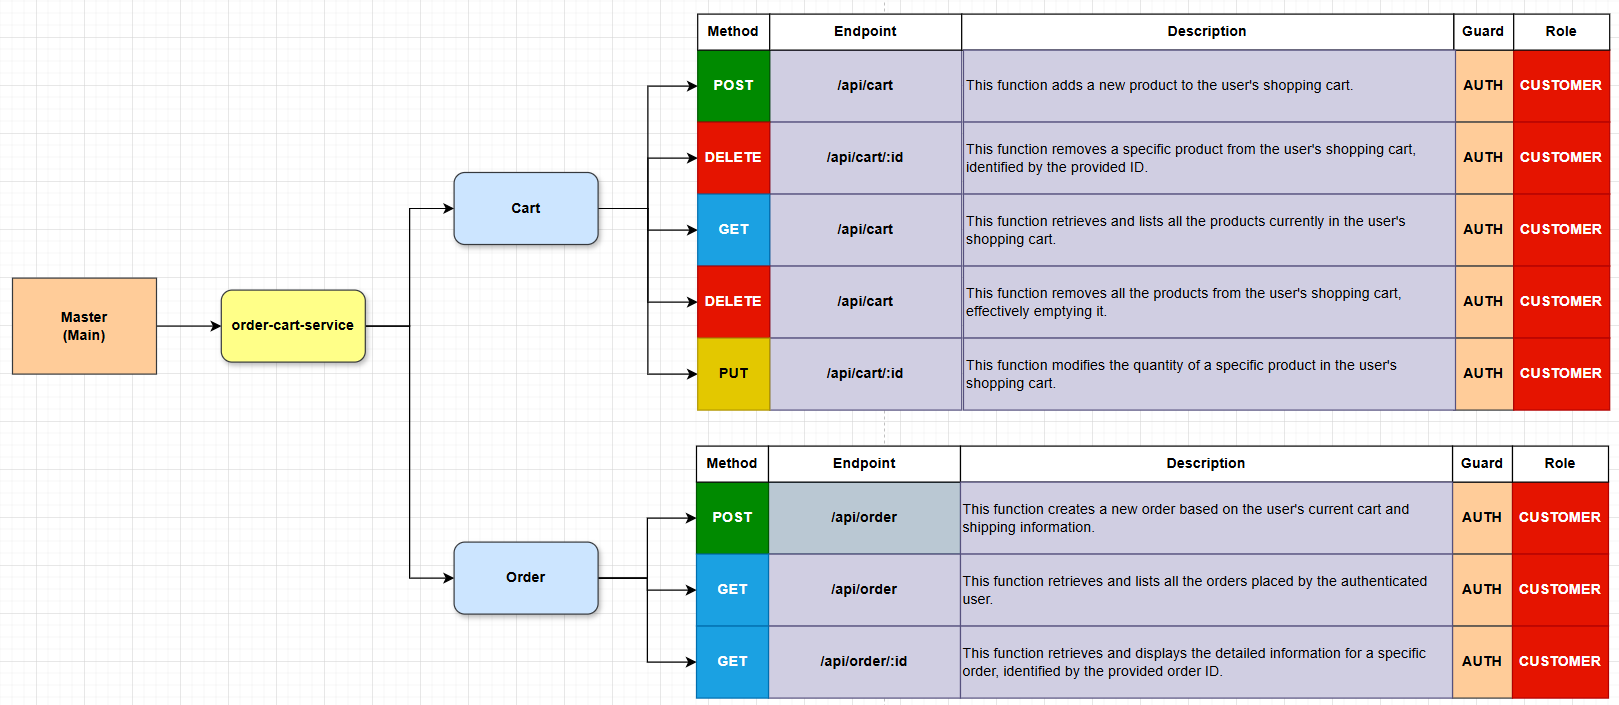 Master
(Main)
order-cart-service
Cart
Order
Method Endpoint Description Guard Role
POST /api/cart This function adds a new product to the user's shopping cart. AUTH CUSTOMER
DELETE /api/cart/:id This function removes a specific product from the user's shopping cart,
identified by the provided ID. AUTH CUSTOMER
GET /api/cart This function retrieves and lists all the products currently in the user's
shopping cart. AUTH CUSTOMER
DELETE /api/cart This function removes all the products from the user's shopping cart,
effectively emptying it. AUTH CUSTOMER
PUT /api/cart/:id This function modifies the quantity of a specific product in the user's
shopping cart. AUTH CUSTOMER
Method Endpoint Description Guard Role
POST /api/order This function creates a new order based on the user's current cart and
shipping information. AUTH CUSTOMER
GET /api/order This function retrieves and lists all the orders placed by the authenticated
user. AUTH CUSTOMER
GET /api/order/:id This function retrieves and displays the detailed information for a specific
order, identified by the provided order ID. AUTH CUSTOMER